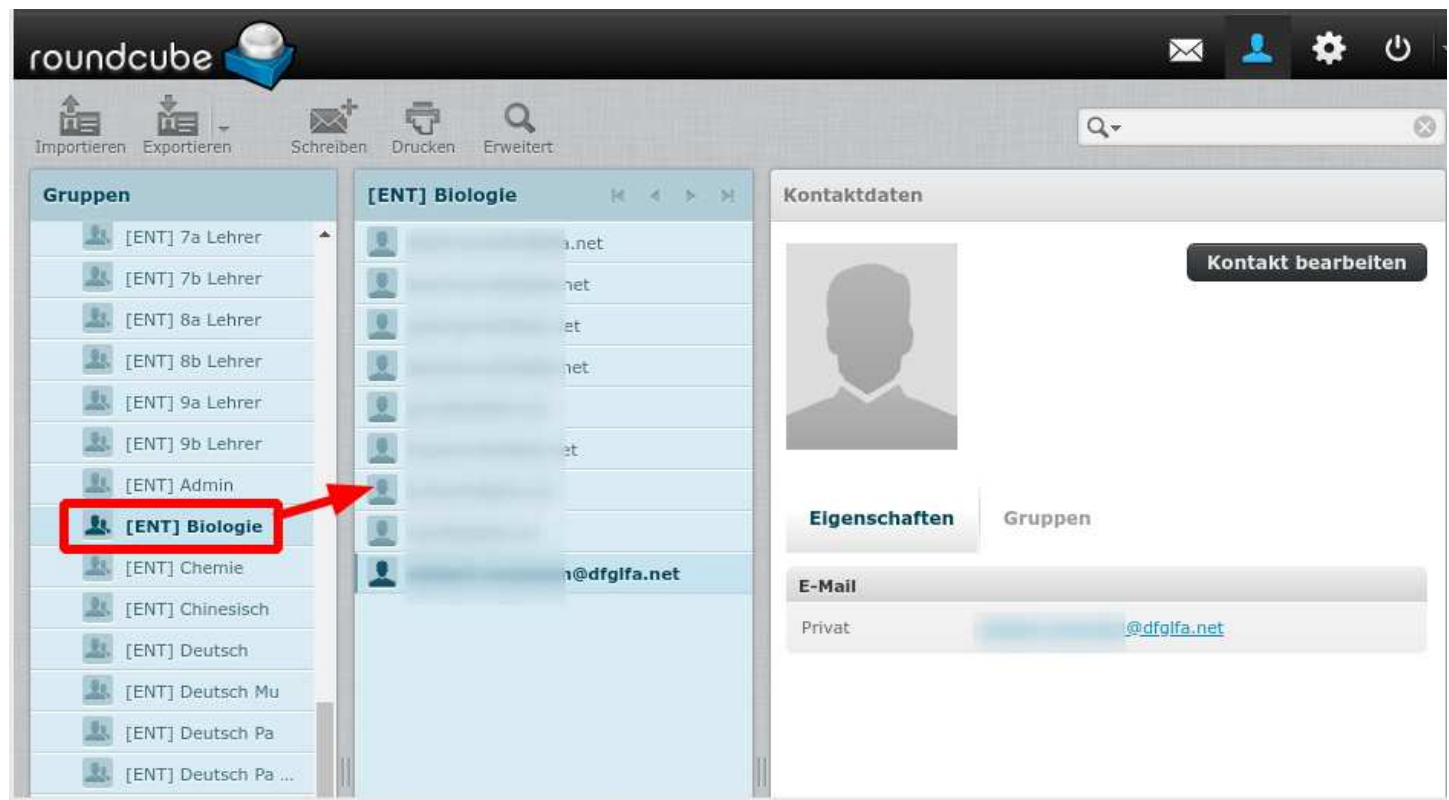 roundcube
Importieren Exportieren Schreiben Drucken Erweitert
Gruppen
[ENT] 7a Lehrer
[ENT] 7b Lehrer
[ENT] 8a Lehrer
[ENT] 8b Lehrer
[ENT] 9a Lehrer
[ENT] 9b Lehrer
[ENT] Admin
[ENT] Biologie
[ENT] Chemie
[ENT] Chinesisch
[ENT] Deutsch
[ENT] Deutsch Mu
[ENT] Deutsch Pa
[ENT] Deutsch Pa ...
[ENT] Biologie
a.net
net
et
net
et
@dfglfa.net
Kontaktdaten
Kontakt bearbeiten
Eigenschaften Gruppen
E-Mail
Privat @dfglfa.net